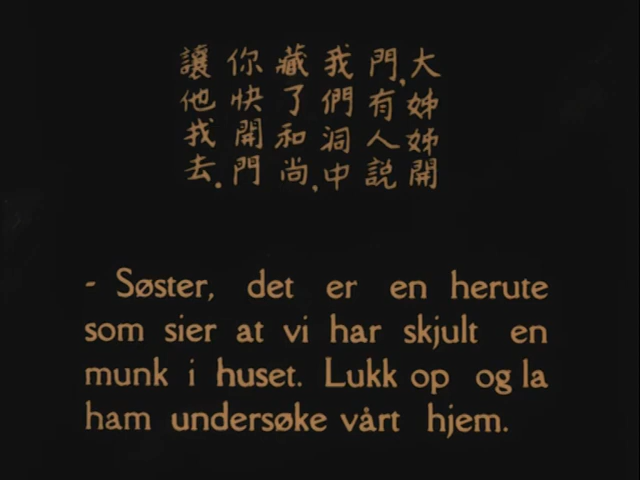 大姊姊開
門,有人説
我們洞中
藏了和尚,
你快開門
讓他找去.
- Søster, det er en herute
som sier at vi har skjult en
munk i huset. Lukk op og la
ham undersøke vårt hjem.